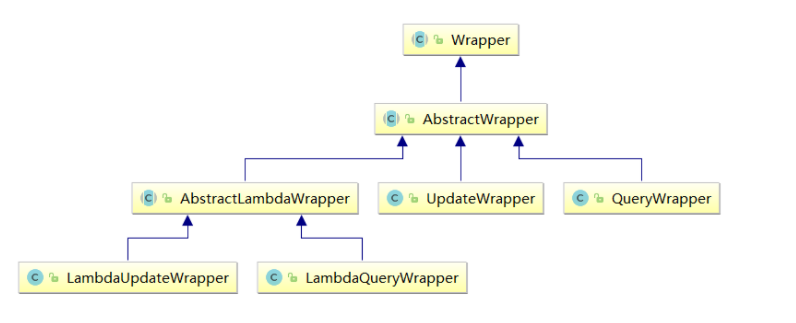 Wrapper
AbstractWrapper
AbstractLambdaWrapper
UpdateWrapper
QueryWrapper
LambdaUpdateWrapper
LambdaQueryWrapper